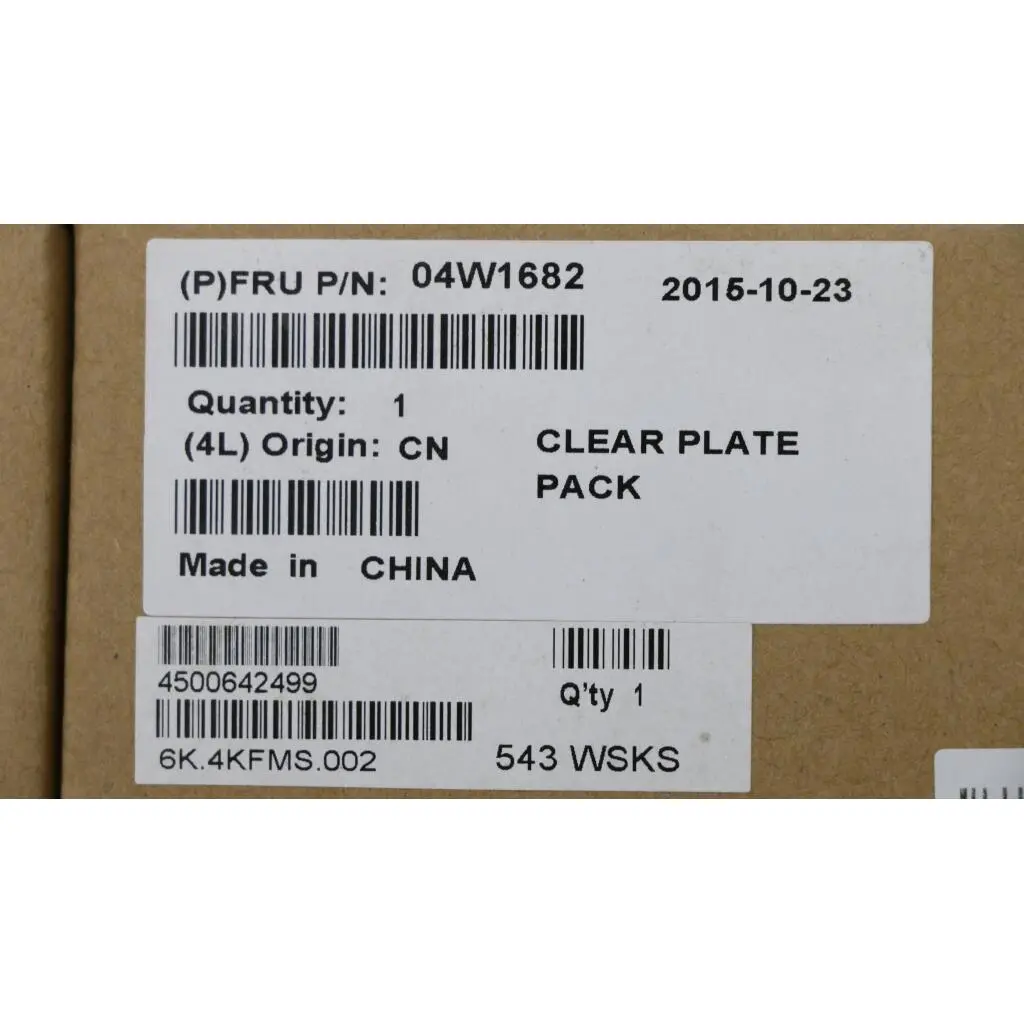 (P)FRU P/N: 04W1682 2015-10-23
Quantity: 1
(4L) Origin: CN
CLEAR PLATE
PACK
Made in CHINA
4500642499
Q'ty 1
6K.4KFMS.002
543 WSKS